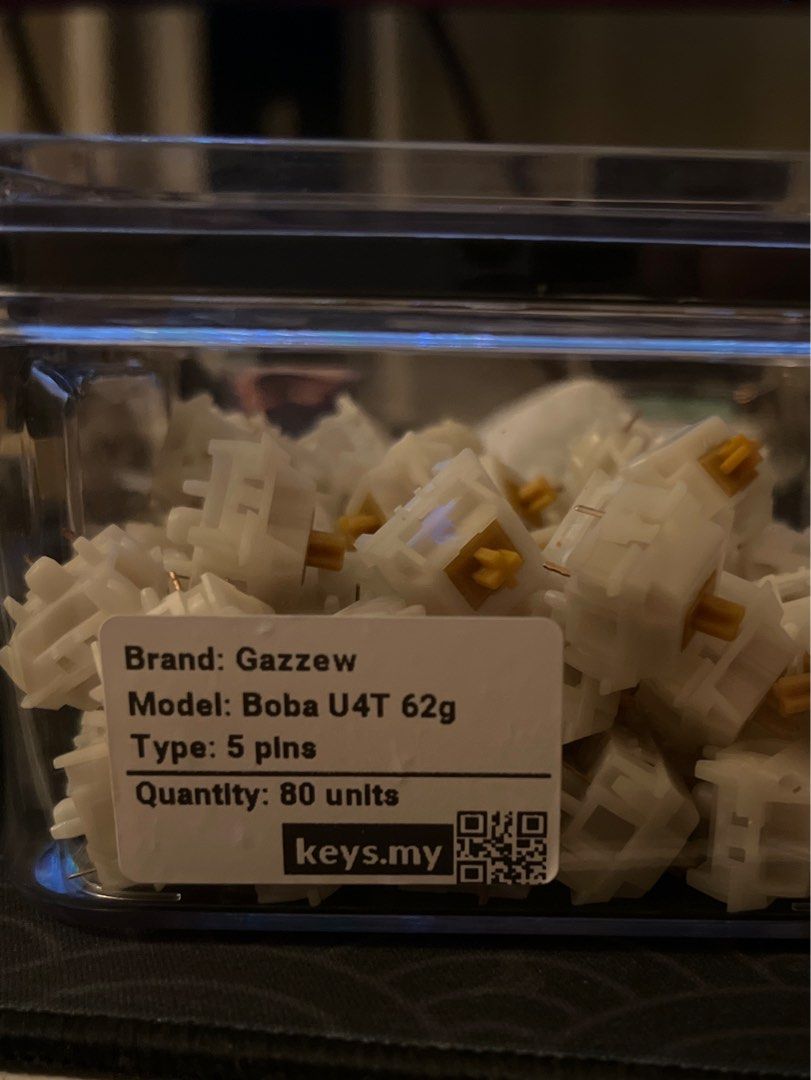 Brand: Gazzew
Model: Boba U4T 62g
Type: 5 pins
Quantity: 80 units
keys.my